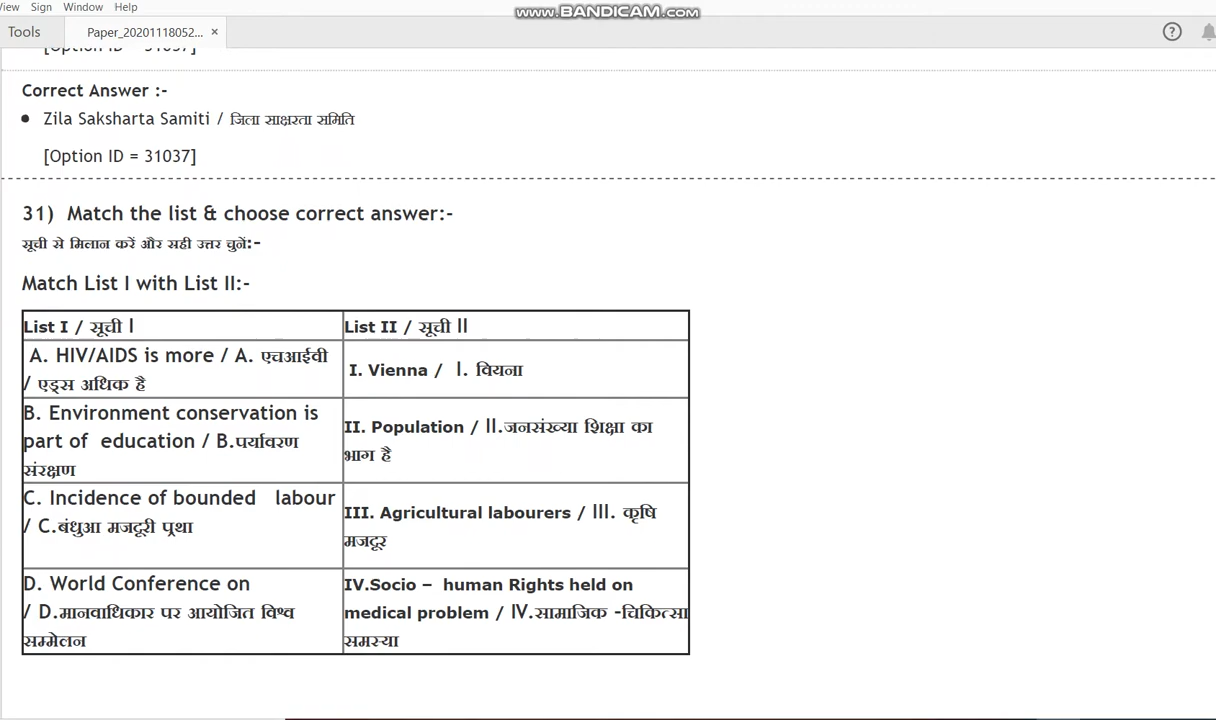 View Sign Window Help
www.BANDICAM.com
Tools Paper_20201118052... × ?
[Option ID = 31037]
Correct Answer :-
• Zila Saksharta Samiti / जिला साक्षरता समिति
[Option ID = 31037]
31) Match the list & choose correct answer:-
सूची से मिलान करें और सही उत्तर चुनें:-
Match List I with List II:-
List I / सूची I
List II / सूची II
A. HIV/AIDS is more / A. एचआईवी
/ एड्स अधिक है
I. Vienna / I. वियना
B. Environment conservation is
part of education / B.पर्यावरण
संरक्षण
II. Population / II.जनसंख्या शिक्षा का
भाग है
C. Incidence of bounded labour
/ C.बंधुआ मजदूरी प्रथा
III. Agricultural labourers / III. कृषि
मजदूर
D. World Conference on
/ D.मानवाधिकार पर आयोजित विश्व
सम्मेलन
IV.Socio – human Rights held on
medical problem / IV.सामाजिक -चिकित्सा
समस्या